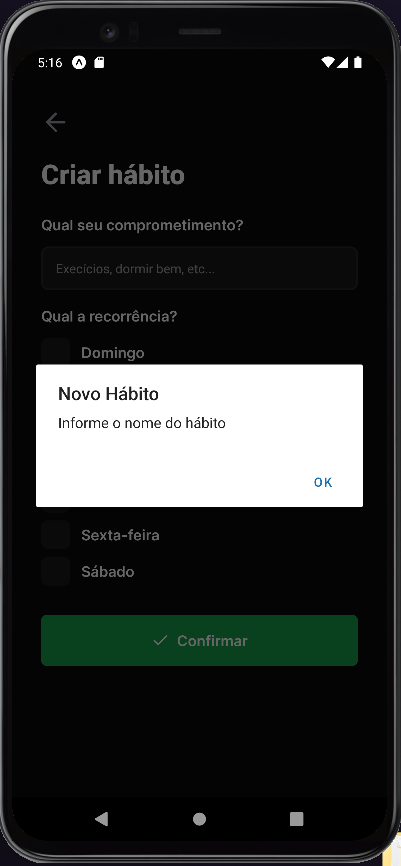 5:16
Criar hábito
Qual seu comprometimento?
Execícios, dormir bem, etc...
Qual a recorrência?
Domingo
Novo Hábito
Informe o nome do hábito
OK
Sexta-feira
Sábado
Confirmar